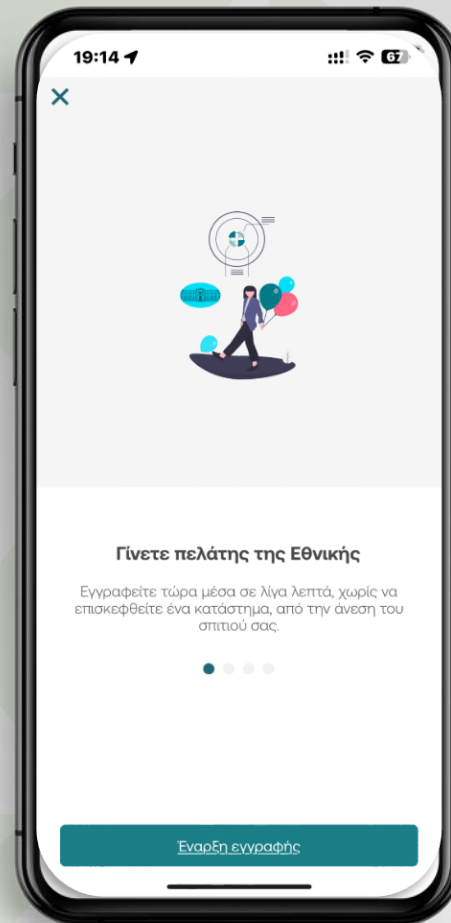 19:14
67
Γίνετε πελάτης της Εθνικής
Εγγραφείτε τώρα μέσα σε λίγα λεπτά, χωρίς να
επισκεφθείτε ένα κατάστημα, από την άνεση του
σπιτιού σας.
Έναρξη εγγραφής